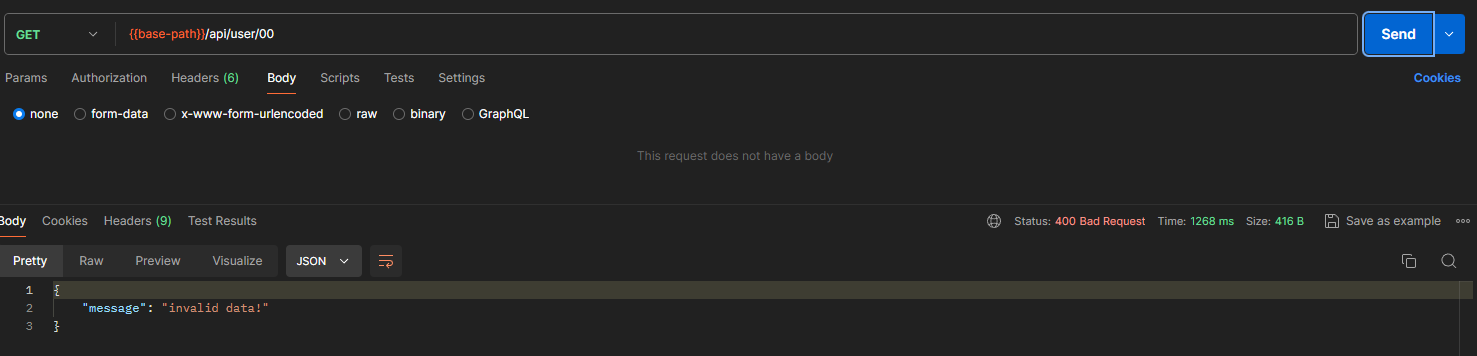 GET {{base-path}}/api/user/00 Send
Params Authorization Headers (6) Body Scripts Tests Settings Cookies
none form-data x-www-form-urlencoded raw binary GraphQL
This request does not have a body
Body Cookies Headers (9) Test Results Status: 400 Bad Request Time: 1268 ms Size: 416 B Save as example
Pretty Raw Preview Visualize JSON
1 {
2 "message": "invalid data!"
3 }